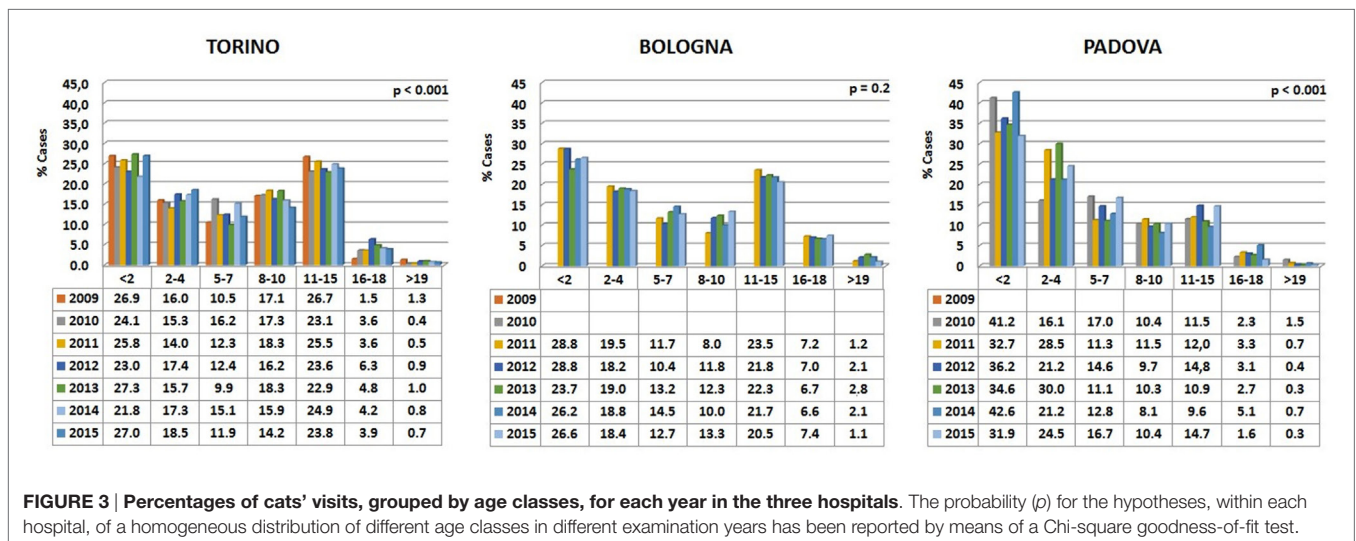 TORINO
BOLOGNA
PADOVA
p < 0.001
% Cases
45,0
40,0
35,0
30,0
25,0
20,0
15,0
10,0
5.0
0.0
<2 2-4 5-7 8-10 11-15 16-18 >19
2009 26.9 16.0 10.5 17.1 26.7 1.5 1.3
2010 24.1 15.3 16.2 17.3 23.1 3.6 0.4
2011 25.8 14.0 12.3 18.3 25.5 3.6 0.5
2012 23.0 17.4 12.4 16.2 23.6 6.3 0.9
2013 27.3 15.7 9.9 18.3 22.9 4.8 1.0
2014 21.8 17.3 15.1 15.9 24.9 4.2 0.8
2015 27.0 18.5 11.9 14.2 23.8 3.9 0.7
p = 0.2
% Cases
45
40
35
30
25
20
15
10
5
0
<2 2-4 5-7 8-10 11-15 16-18 >19
2009
2010
2011 28.8 19.5 11.7 8.0 23.5 7.2 1.2
2012 28.8 18.2 10.4 11.8 21.8 7.0 2.1
2013 23.7 19.0 13.2 12.3 22.3 6.7 2.8
2014 26.2 18.8 14.5 10.0 21.7 6.6 2.1
2015 26.6 18.4 12.7 13.3 20.5 7.4 1.1
p < 0.001
% Cases
45
40
35
30
25
20
15
10
5
0
<2 2-4 5-7 8-10 11-15 16-18 >19
2009
2010 41.2 16.1 17.0 10.4 11.5 2.3 1.5
2011 32.7 28.5 11.3 11.5 12,0 3.3 0.7
2012 36.2 21.2 14.6 9.7 14,8 3.1 0.4
2013 34.6 30.0 11.1 10.3 10.9 2.7 0.3
2014 42.6 21.2 12.8 8.1 9.6 5.1 0.7
2015 31.9 24.5 16.7 10.4 14.7 1.6 0.3
FIGURE 3 | Percentages of cats’ visits, grouped by age classes, for each year in the three hospitals. The probability (p) for the hypotheses, within each
hospital, of a homogeneous distribution of different age classes in different examination years has been reported by means of a Chi-square goodness-of-fit test.